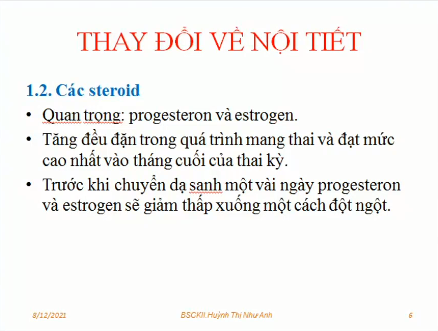 THAY ĐỔI VỀ NỘI TIẾT
1.2. Các steroid
• Quan trọng: progesteron và estrogen.
• Tăng đều đặn trong quá trình mang thai và đạt mức
cao nhất vào tháng cuối của thai kỳ.
• Trước khi chuyển dạ sanh một vài ngày progesteron
và estrogen sẽ giảm thấp xuống một cách đột ngột.
8/12/2021 BSCKII.Huỳnh Thị Như Anh 6